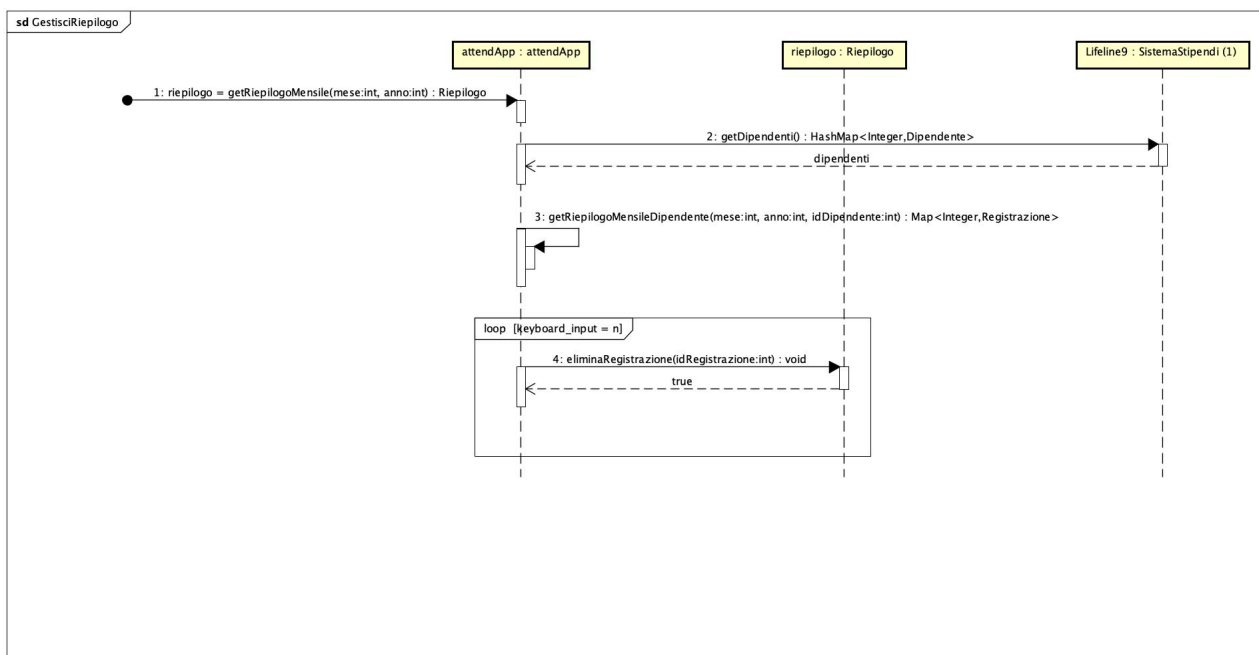 sd GestisciRiepilogo
attendApp : attendApp
riepilogo : Riepilogo
Lifeline9 : SistemaStipendi (1)
1: riepilogo = getRiepilogoMensile(mese:int, anno:int) : Riepilogo
2: getDipendenti() : HashMap<Integer,Dipendente>
dipendenti
3: getRiepilogoMensileDipendente(mese:int, anno:int, idDipendente:int) : Map<Integer,Registrazione>
loop [keyboard_input = n]
4: eliminaRegistrazione(idRegistrazione:int) : void
true